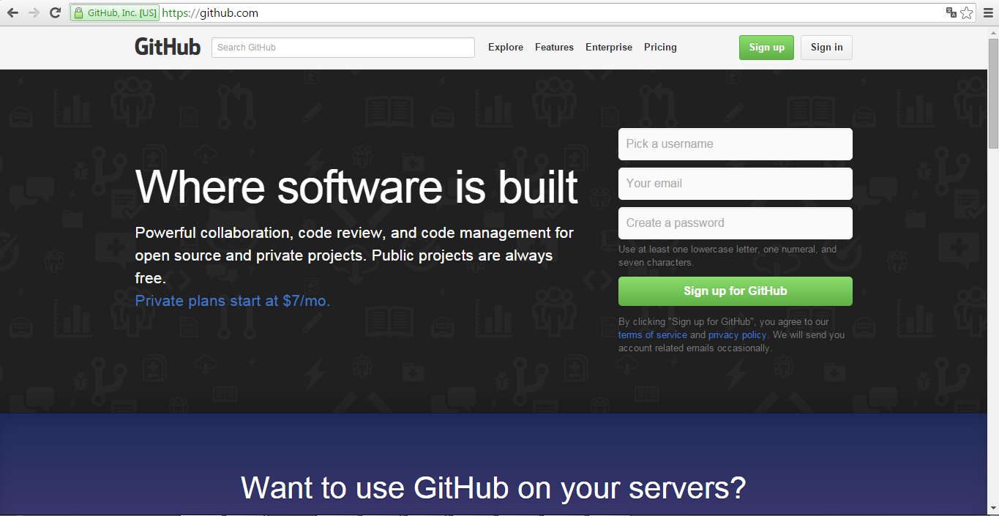 GitHub, Inc. [US] https://github.com
GitHub Search GitHub Explore Features Enterprise Pricing Sign up Sign in
Where software is built
Powerful collaboration, code review, and code management for
open source and private projects. Public projects are always
free.
Private plans start at $7/mo.
Pick a username
Your email
Create a password
Use at least one lowercase letter, one numeral, and
seven characters.
Sign up for GitHub
By clicking "Sign up for GitHub", you agree to our
terms of service and privacy policy. We will send you
account related emails occasionally.
Want to use GitHub on your servers?